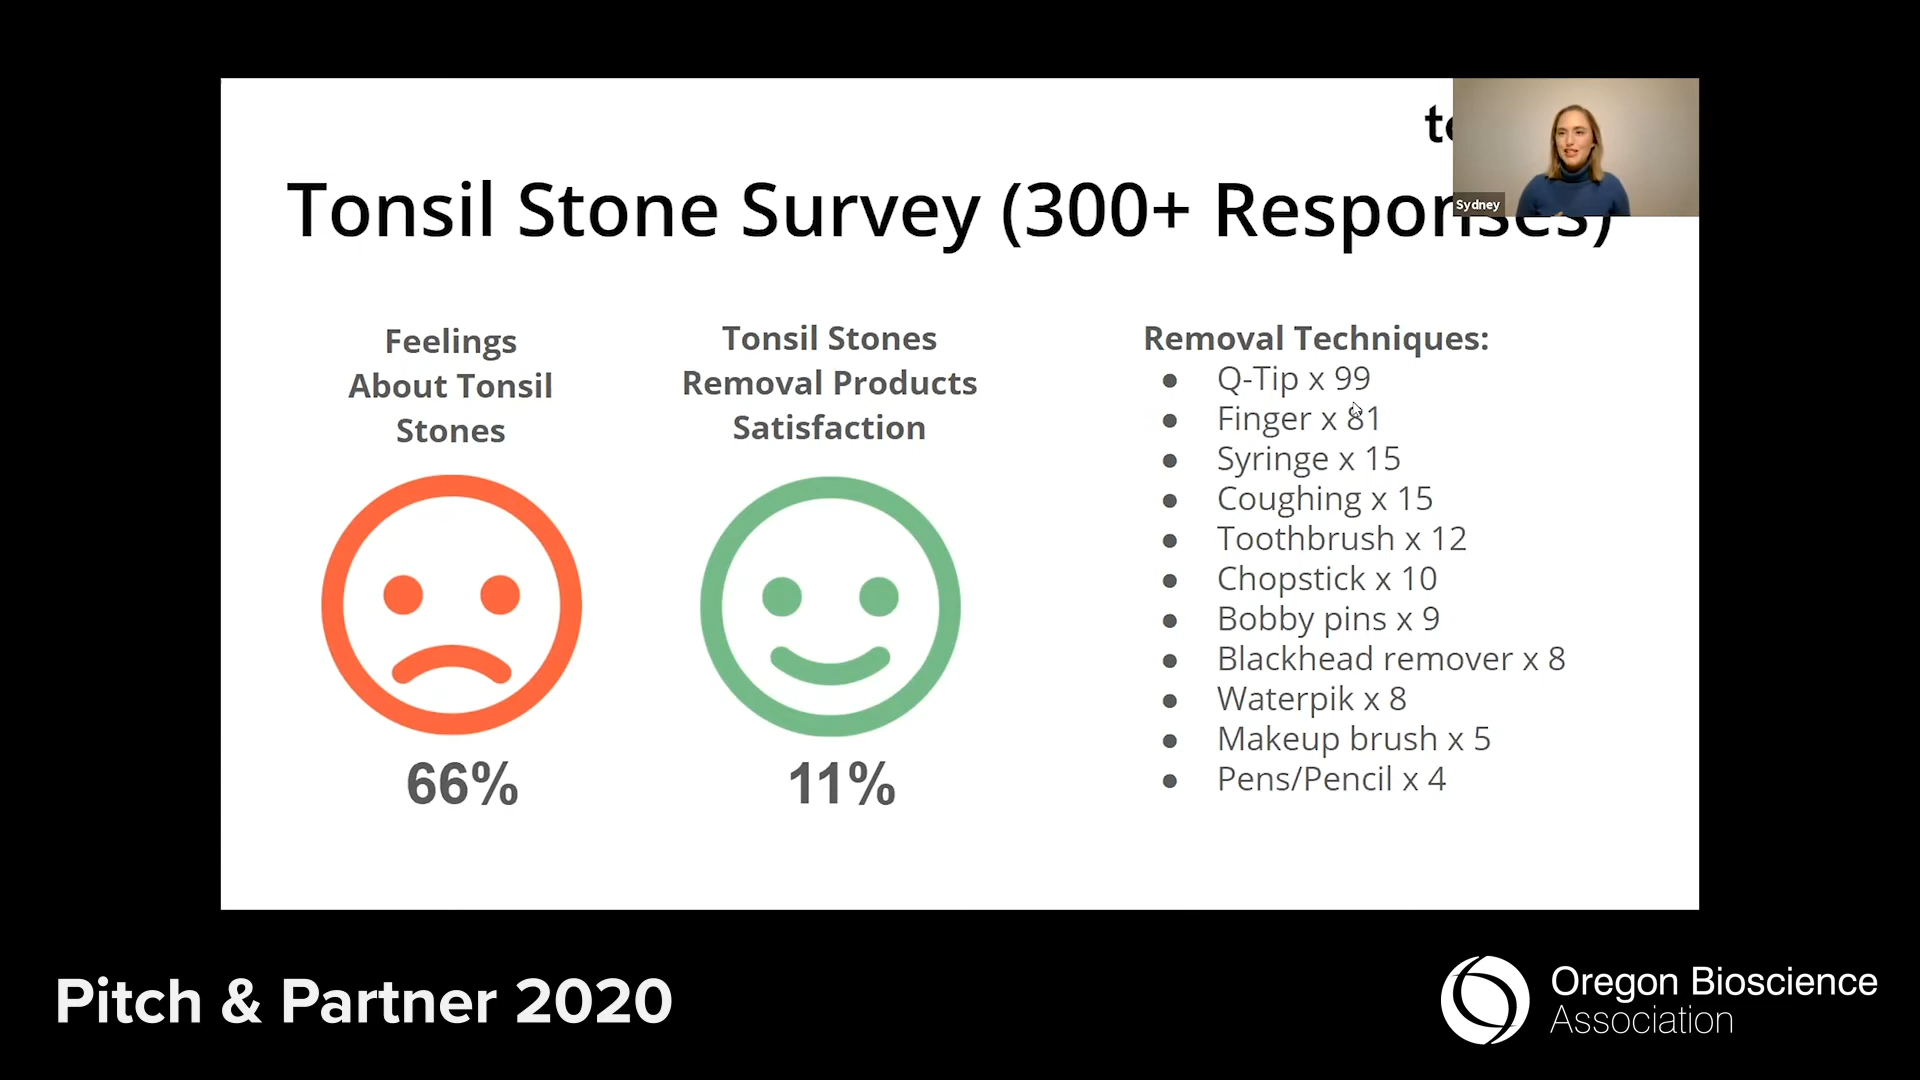 Sydney
Tonsil Stone Survey (300+ Responses)
Feelings
About Tonsil
Stones
66%
Tonsil Stones
Removal Products
Satisfaction
11%
Removal Techniques:
● Q-Tip x 99
● Finger x 81
● Syringe x 15
● Coughing x 15
● Toothbrush x 12
● Chopstick x 10
● Bobby pins x 9
● Blackhead remover x 8
● Waterpik x 8
● Makeup brush x 5
● Pens/Pencil x 4
Pitch & Partner 2020
Oregon Bioscience
Association